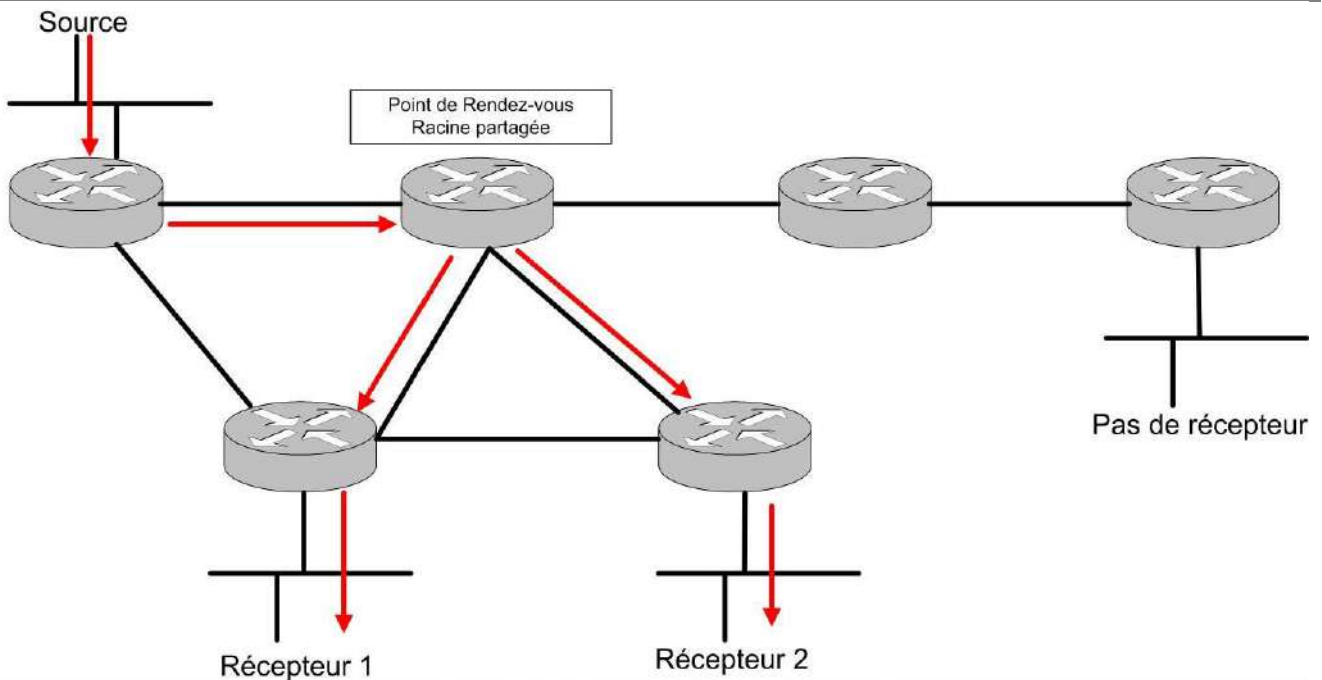 Source
Point de Rendez-vous
Racine partagée
Pas de récepteur
Récepteur 1
Récepteur 2